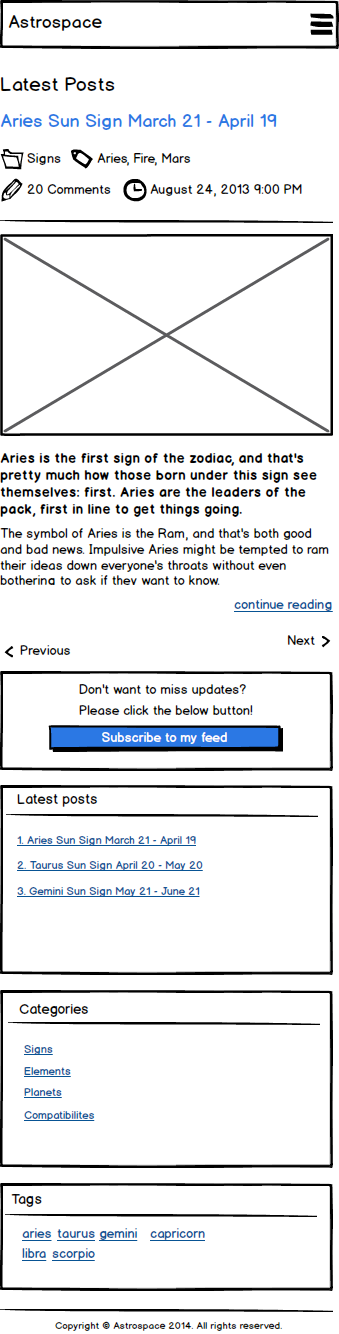 Astrospace
Latest Posts
Aries Sun Sign March 21 - April 19
Signs Aries, Fire, Mars
20 Comments August 24, 2013 9:00 PM
Aries is the first sign of the zodiac, and that's
pretty much how those born under this sign see
themselves: first. Aries are the leaders of the
pack, first in line to get things going.
The symbol of Aries is the Ram, and that's both good
and bad news. Impulsive Aries might be tempted to ram
their ideas down everyone's throats without even
bothering to ask if they want to know.
continue reading
Next
Previous
Don't want to miss updates?
Please click the below button!
Subscribe to my feed
Latest posts
1. Aries Sun Sign March 21 - April 19
2. Taurus Sun Sign April 20 - May 20
3. Gemini Sun Sign May 21 - June 21
Categories
Signs
Elements
Planets
Compatibilites
Tags
aries taurus gemini capricorn
libra scorpio
Copyright © Astrospace 2014. All rights reserved.